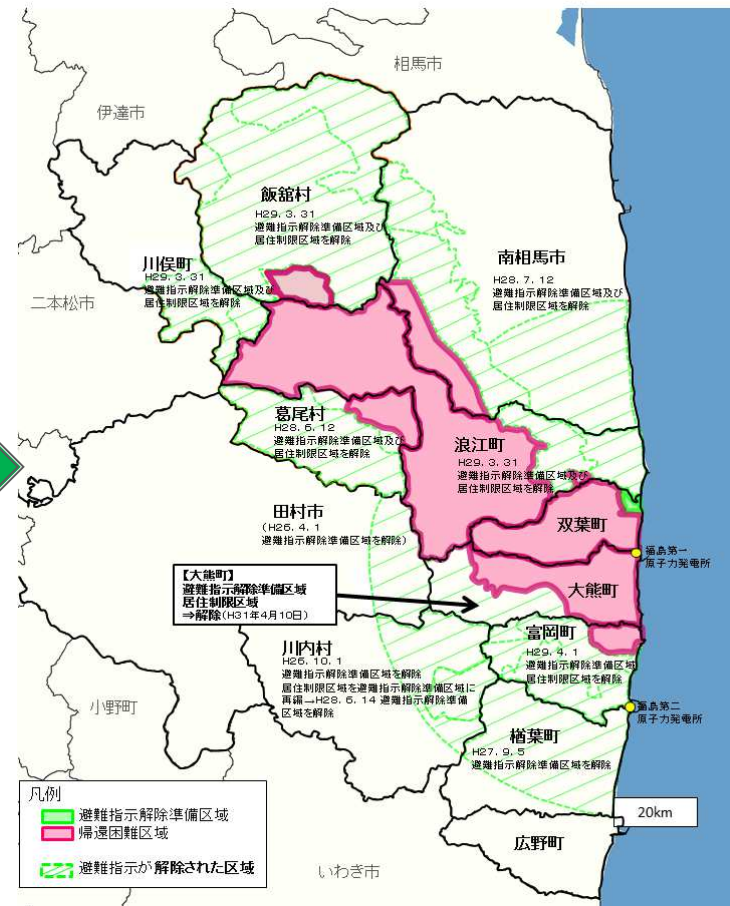 相馬市
伊達市
飯舘村
H29.3.31
避難指示解除準備区域及び
居住制限区域を解除
南相馬市
H28.7.12
避難指示解除準備区域及び
居住制限区域を解除
川俣町
H29.3.31
避難指示解除準備区域及び
居住制限区域を解除
二本松市
葛尾村
H28.6.12
避難指示解除準備区域及び
居住制限区域を解除
浪江町
H29.3.31
避難指示解除準備区域及び
居住制限区域を解除
田村市
(H26.4.1
避難指示解除準備区域を解除)
双葉町
福島第一
原子力発電所
大熊町
【大熊町】
避難指示解除準備区域
居住制限区域
⇒解除(H31年4月10日)
富岡町
H29.4.1
避難指示解除準備区域
居住制限区域を解除
川内村
H26.10.1
避難指示解除準備区域を解除
居住制限区域を避難指示解除準備区域に
再編→H28.6.14 避難指示解除準備
区域を解除
小野町
福島第二
原子力発電所
楢葉町
H27.9.5
避難指示解除準備区域を解除
20km
広野町
いわき市
凡例
避難指示解除準備区域
帰還困難区域
避難指示が解除された区域